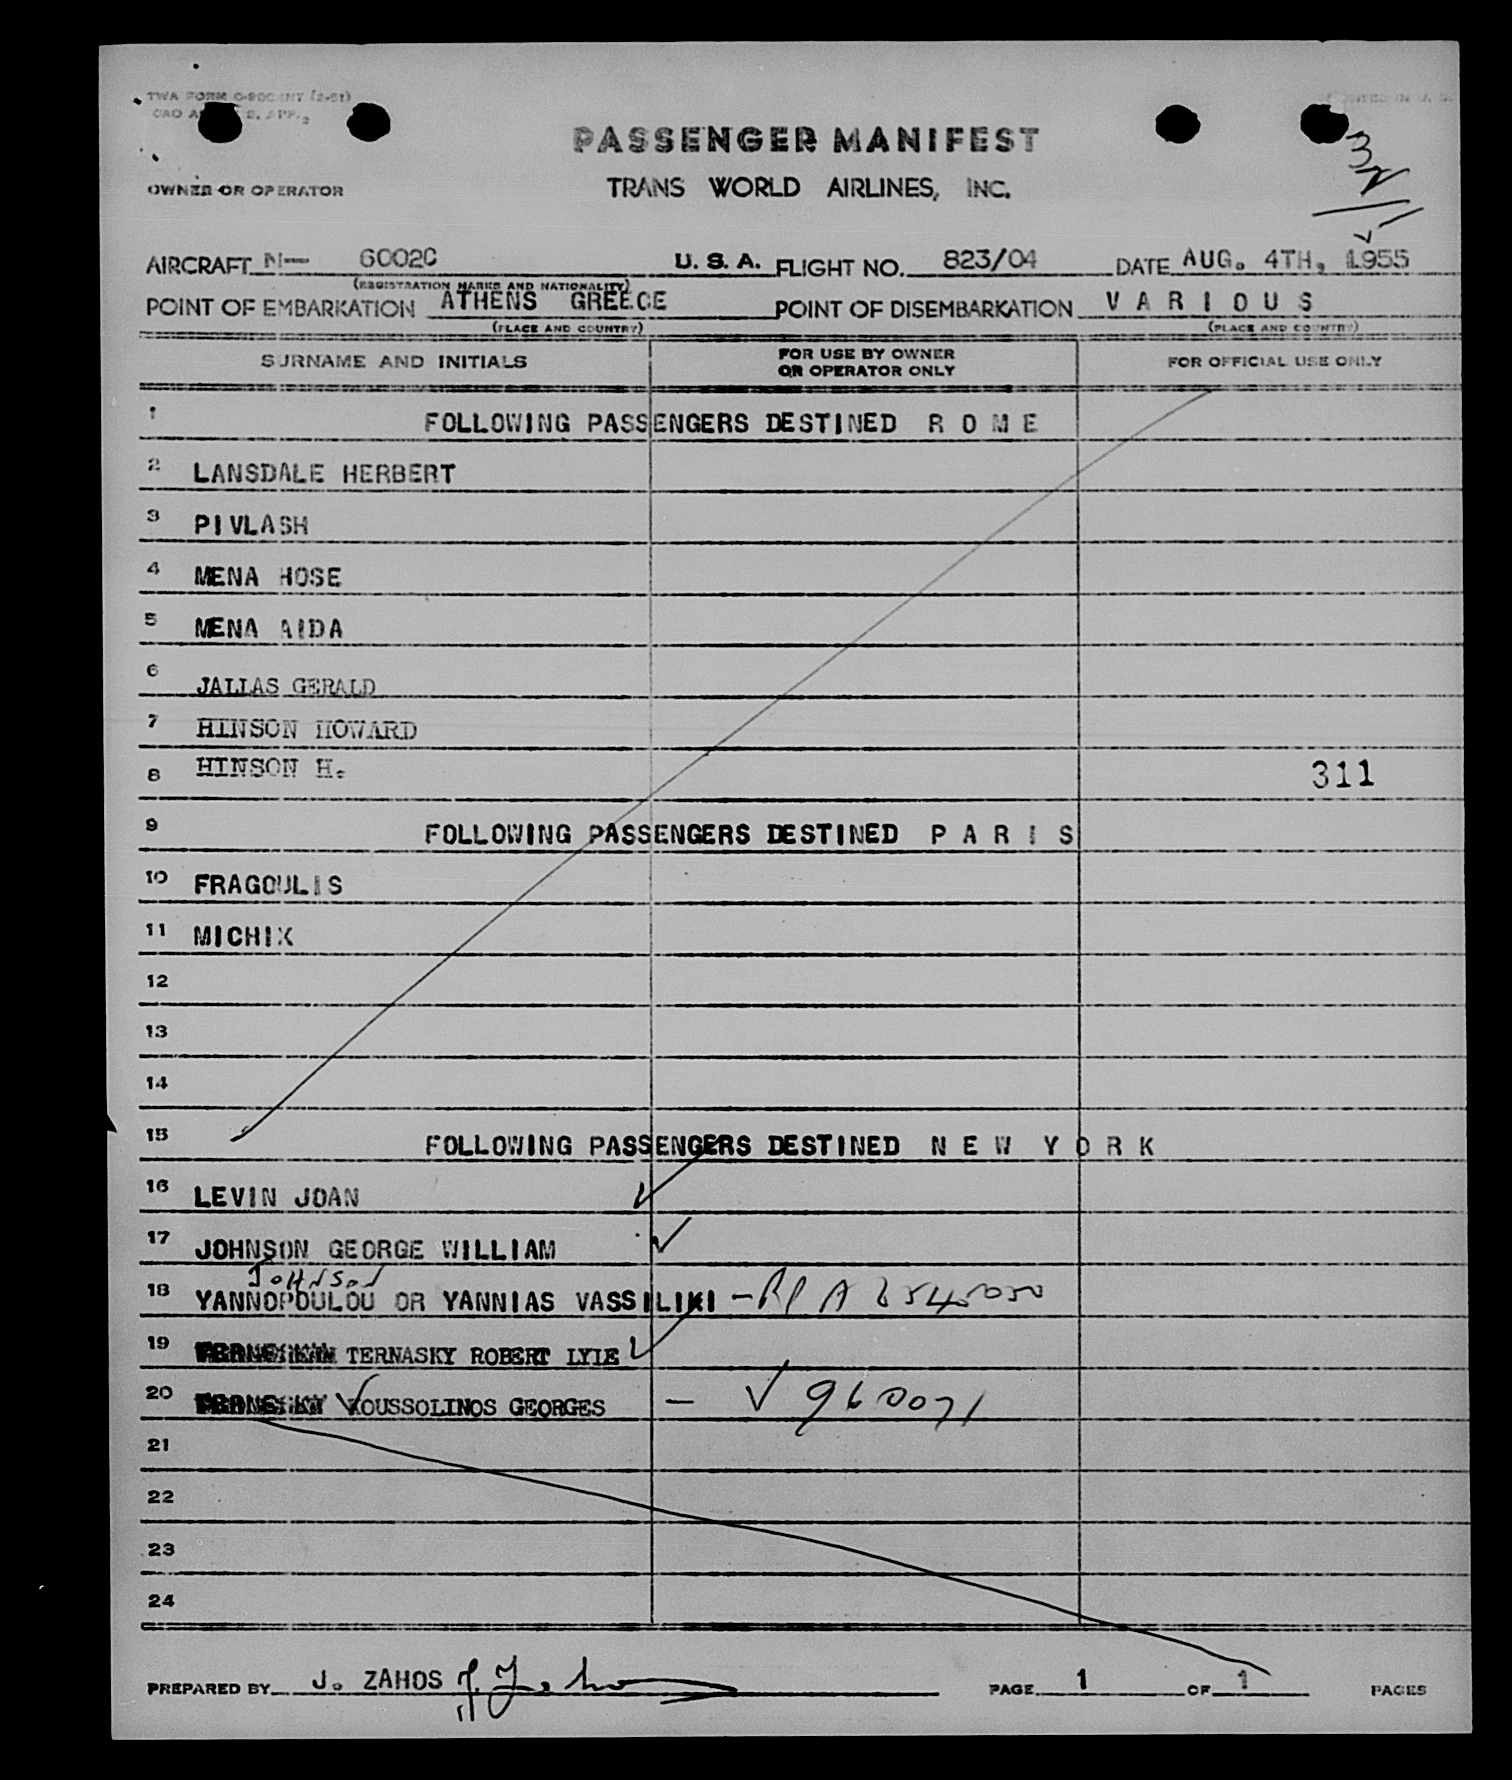 TWA FORM
CAO
PASSENGER MANIFEST
OWNER OR OPERATOR
TRANS WORLD AIRLINES, INC.
AIRCRAFT N— 6002C U. S. A. FLIGHT NO. 823/04 DATE AUG. 4TH, 1955
(REGISTRATION MARKS AND NATIONALITY)
POINT OF EMBARKATION ATHENS GREECE POINT OF DISEMBARKATION V A R I O U S
(PLACE AND COUNTRY) (PLACE AND COUNTRY)
SURNAME AND INITIALS FOR USE BY OWNER OR OPERATOR ONLY FOR OFFICIAL USE ONLY
1 FOLLOWING PASSENGERS DESTINED R O M E
2 LANSDALE HERBERT
3 PIVLASH
4 MENA HOSE
5 MENA AIDA
6 JALLAS GERALD
7 HINSON HOWARD
8 HINSON H. 311
9 FOLLOWING PASSENGERS DESTINED P A R I S
10 FRAGOULIS
11 MICHIX
12
13
14
15 FOLLOWING PASSENGERS DESTINED N E W Y O R K
16 LEVIN JOAN
17 JOHNSON GEORGE WILLIAM
JOHNSON
18 YANNOPOULOU OR YANNIAS VASSILIKI –
19 TERNASKY ROBERT LYLE
20 KOUSSOLINOS GEORGES – √ 960071
21
22
23
24
PREPARED BY J. ZAHOS PAGE 1 OF 1 PAGES